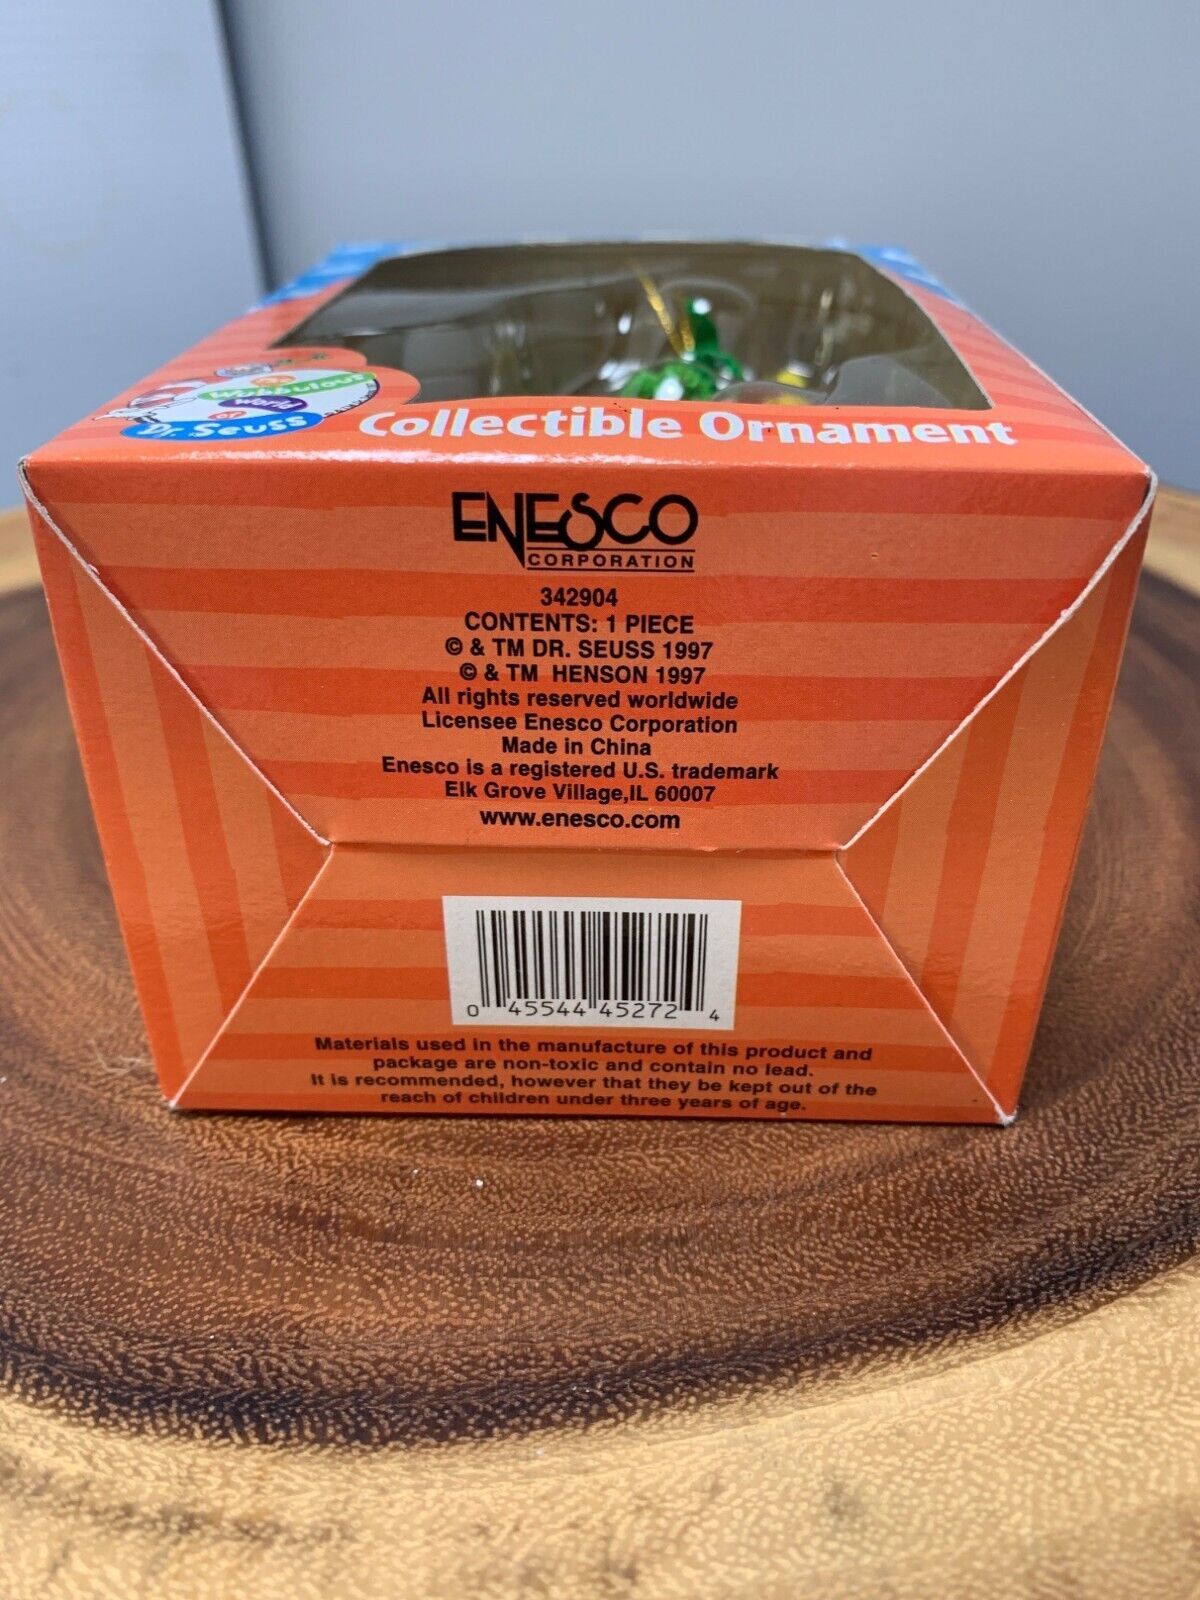 The
Wubbulous
World
of
Dr. Seuss
Collectible Ornament
ENESCO
CORPORATION
342904
CONTENTS: 1 PIECE
© & TM DR. SEUSS 1997
© & TM HENSON 1997
All rights reserved worldwide
Licensee Enesco Corporation
Made in China
Enesco is a registered U.S. trademark
Elk Grove Village,IL 60007
www.enesco.com
0 45544 45272 4
Materials used in the manufacture of this product and
package are non-toxic and contain no lead.
It is recommended, however that they be kept out of the
reach of children under three years of age.